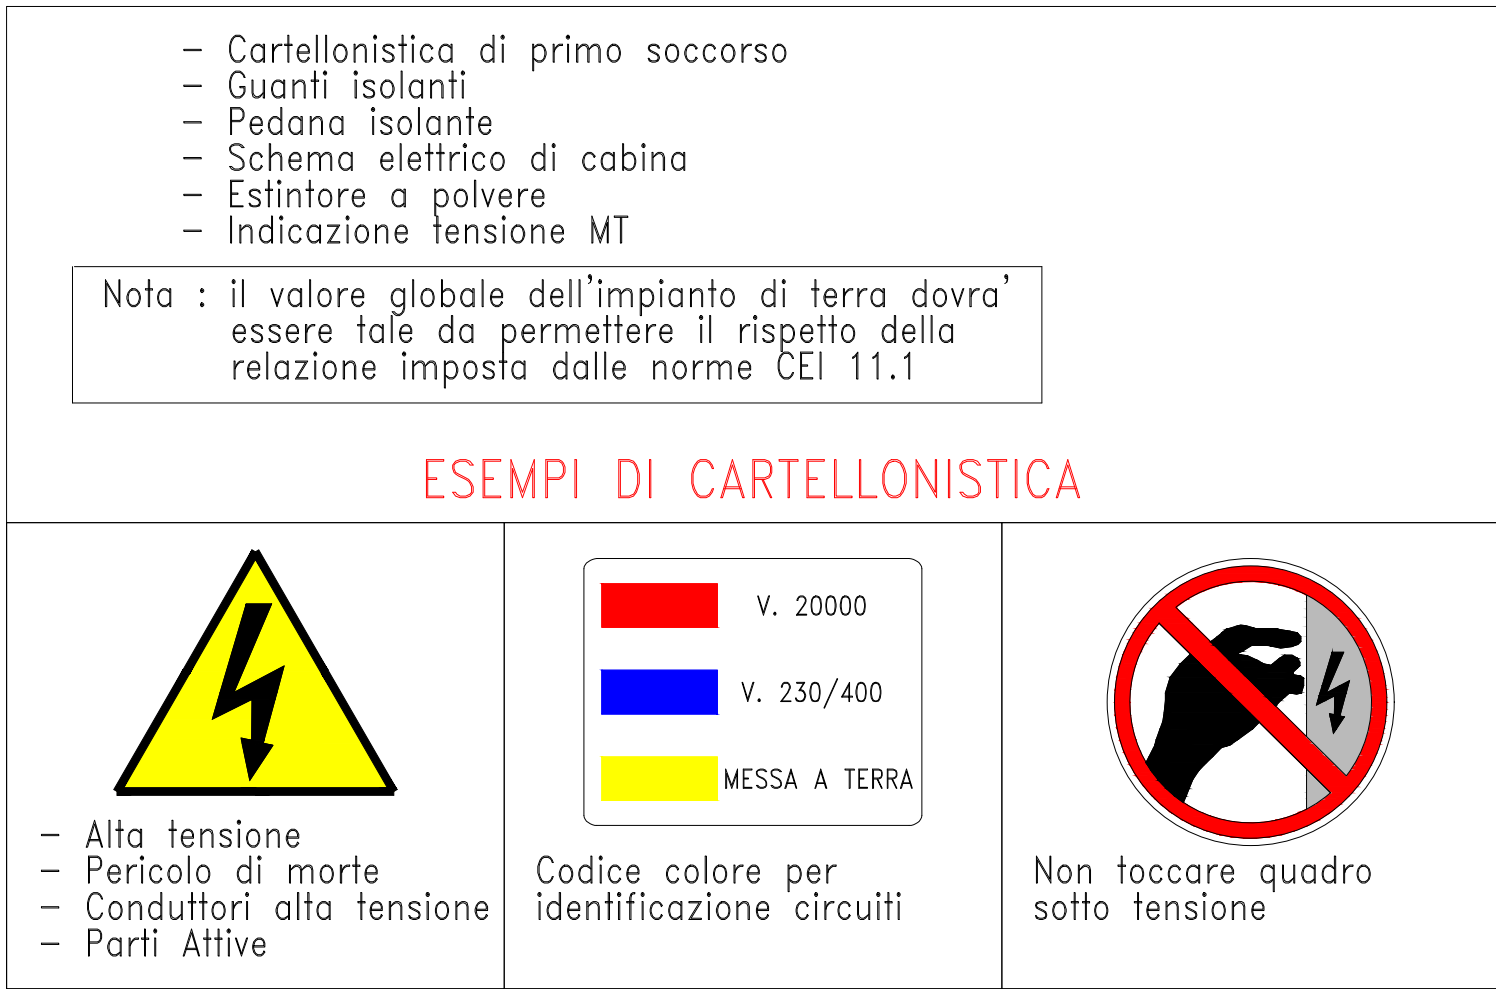 - Cartellonistica di primo soccorso
- Guanti isolanti
- Pedana isolante
- Schema elettrico di cabina
- Estintore a polvere
- Indicazione tensione MT
Nota : il valore globale dell'impianto di terra dovra'
essere tale da permettere il rispetto della
relazione imposta dalle norme CEI 11.1
ESEMPI DI CARTELLONISTICA
- Alta tensione
- Pericolo di morte
- Conduttori alta tensione
- Parti Attive
V. 20000
V. 230/400
MESSA A TERRA
Codice colore per
identificazione circuiti
Non toccare quadro
sotto tensione